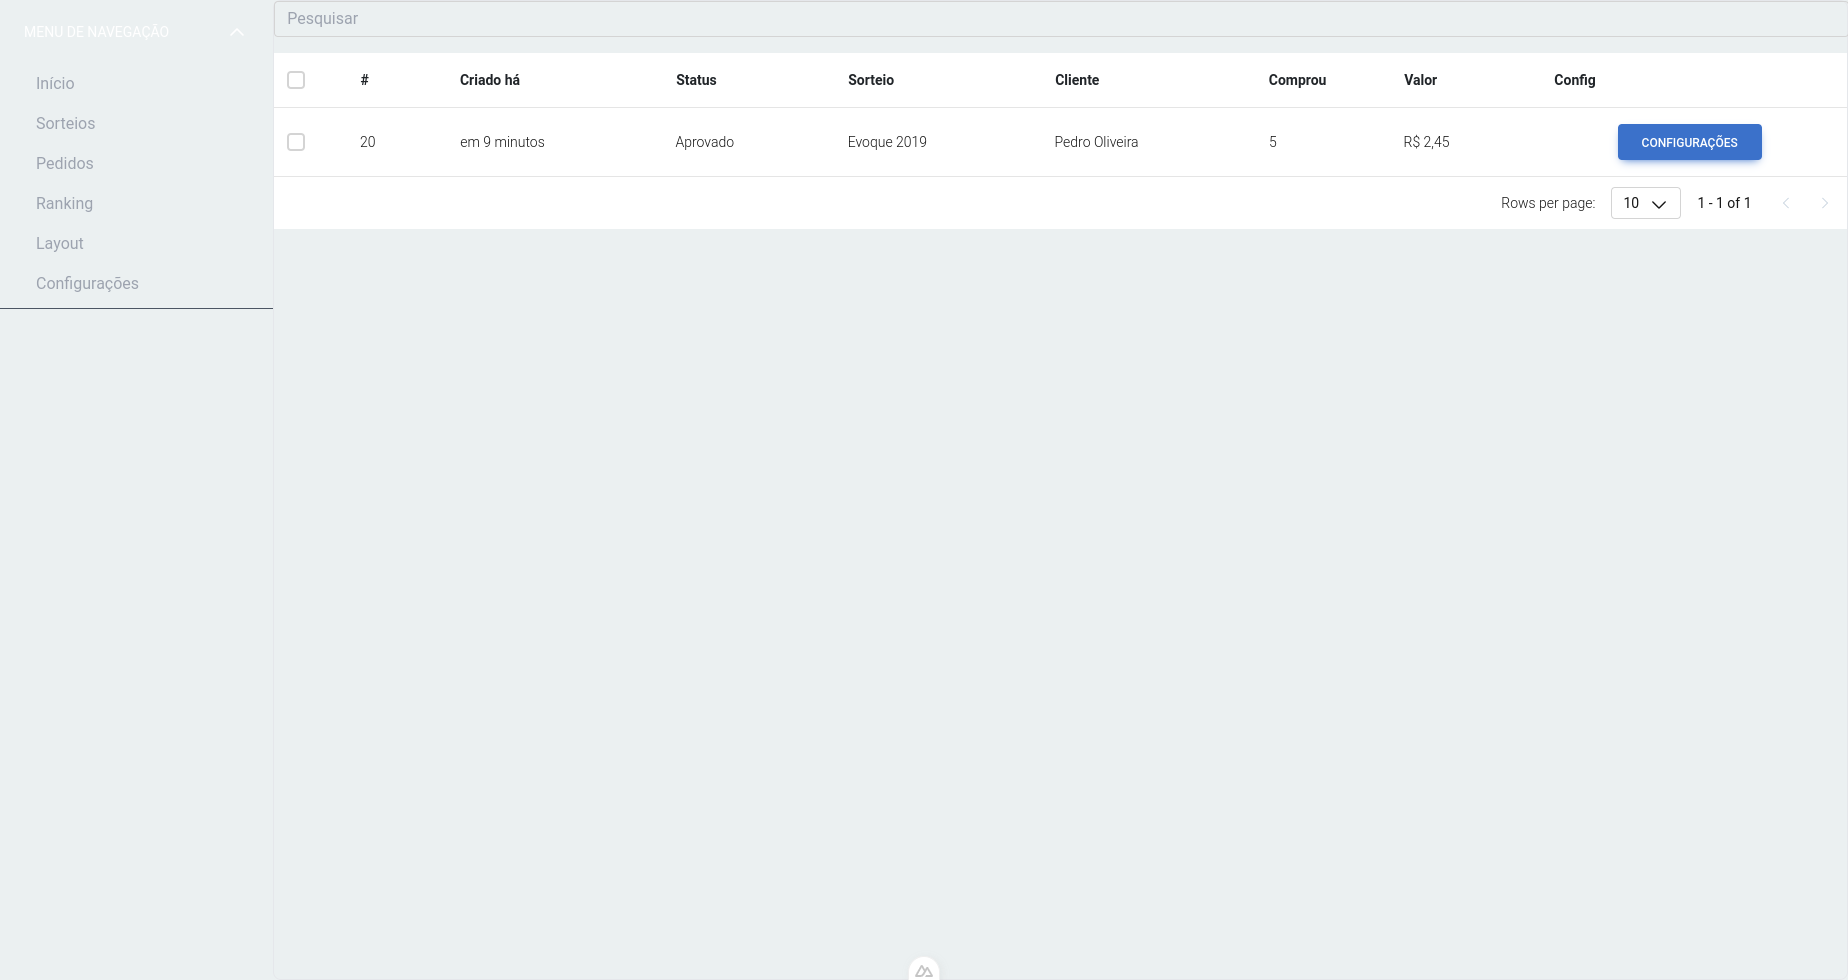 MENU DE NAVEGAÇÃO
Início
Sorteios
Pedidos
Ranking
Layout
Configurações
Pesquisar
# Criado há Status Sorteio Cliente Comprou Valor Config
20 em 9 minutos Aprovado Evoque 2019 Pedro Oliveira 5 R$ 2,45 CONFIGURAÇÕES
Rows per page: 10 1 - 1 of 1